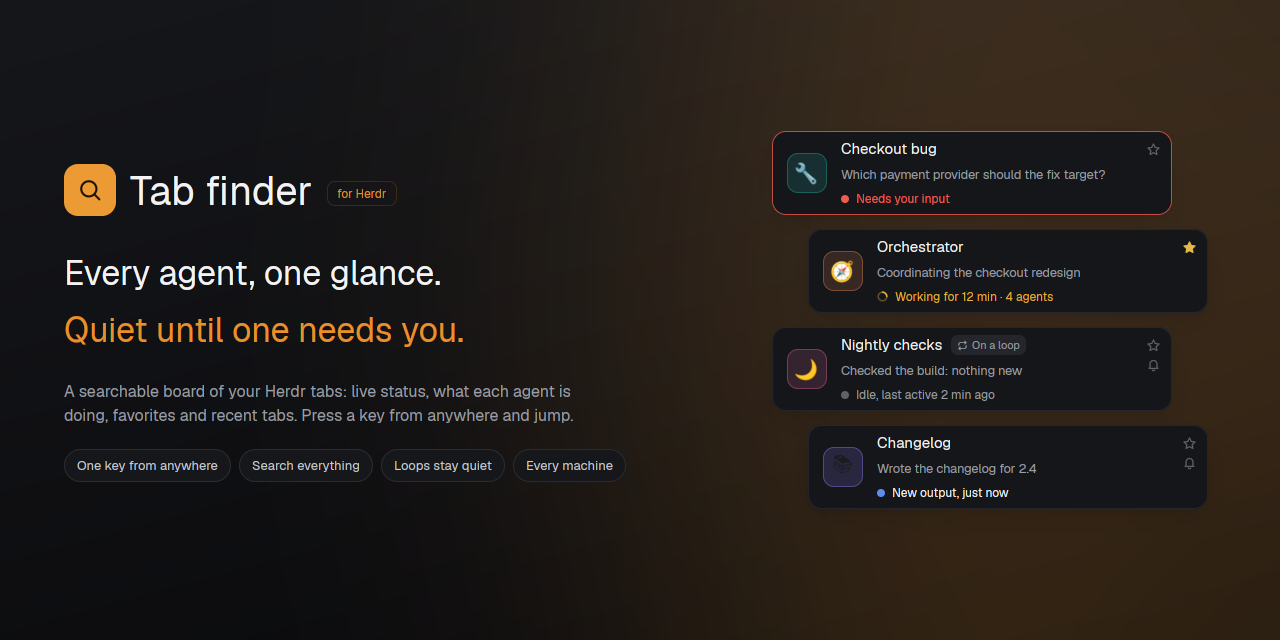 Tab finder
for Herdr
Every agent, one glance.
Quiet until one needs you.
A searchable board of your Herdr tabs: live status, what each agent is
doing, favorites and recent tabs. Press a key from anywhere and jump.
One key from anywhere
Search everything
Loops stay quiet
Every machine
Checkout bug
Which payment provider should the fix target?
Needs your input
Orchestrator
Coordinating the checkout redesign
Working for 12 min · 4 agents
Nightly checks
On a loop
Checked the build: nothing new
Idle, last active 2 min ago
Changelog
Wrote the changelog for 2.4
New output, just now